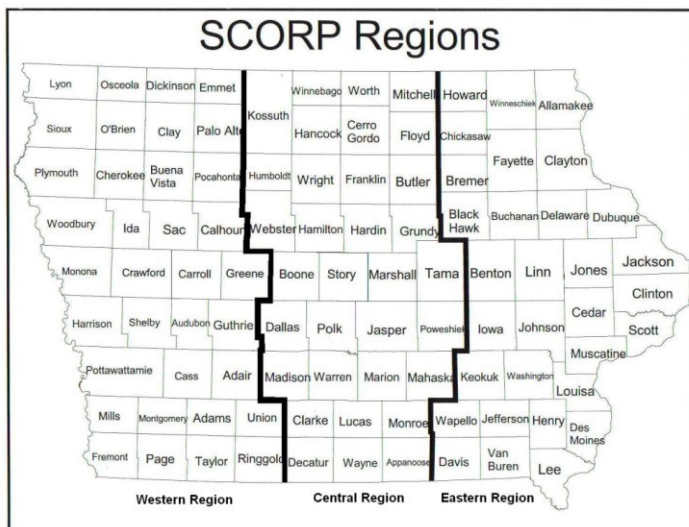 SCORP Regions
Lyon Osceola Dickinson Emmet Kossuth Winnebago Worth Mitchell Howard Winneschiek Allamakee
Sioux O'Brien Clay Palo Alt Hancock Cerro Gordo Floyd Chickasaw Fayette Clayton
Plymouth Cherokee Buena Vista Pocahonta Humboldt Wright Franklin Butler Bremer
Woodbury Ida Sac Calhoun Webster Hamilton Hardin Grundy Black Hawk Buchanan Delaware Dubuque
Monona Crawford Carroll Greene Boone Story Marshall Tama Benton Linn Jones Jackson
Clinton
Harrison Shelby Audubon Guthrie Dallas Polk Jasper Poweshiek Iowa Johnson Cedar Scott
Muscatine
Pottawattamie Cass Adair Madison Warren Marion Mahaska Keokuk Washington Louisa
Mills Montgomery Adams Union Clarke Lucas Monroe Wapello Jefferson Henry Des Moines
Fremont Page Taylor Ringgold Decatur Wayne Appanoose Davis Van Buren Lee
Western Region Central Region Eastern Region